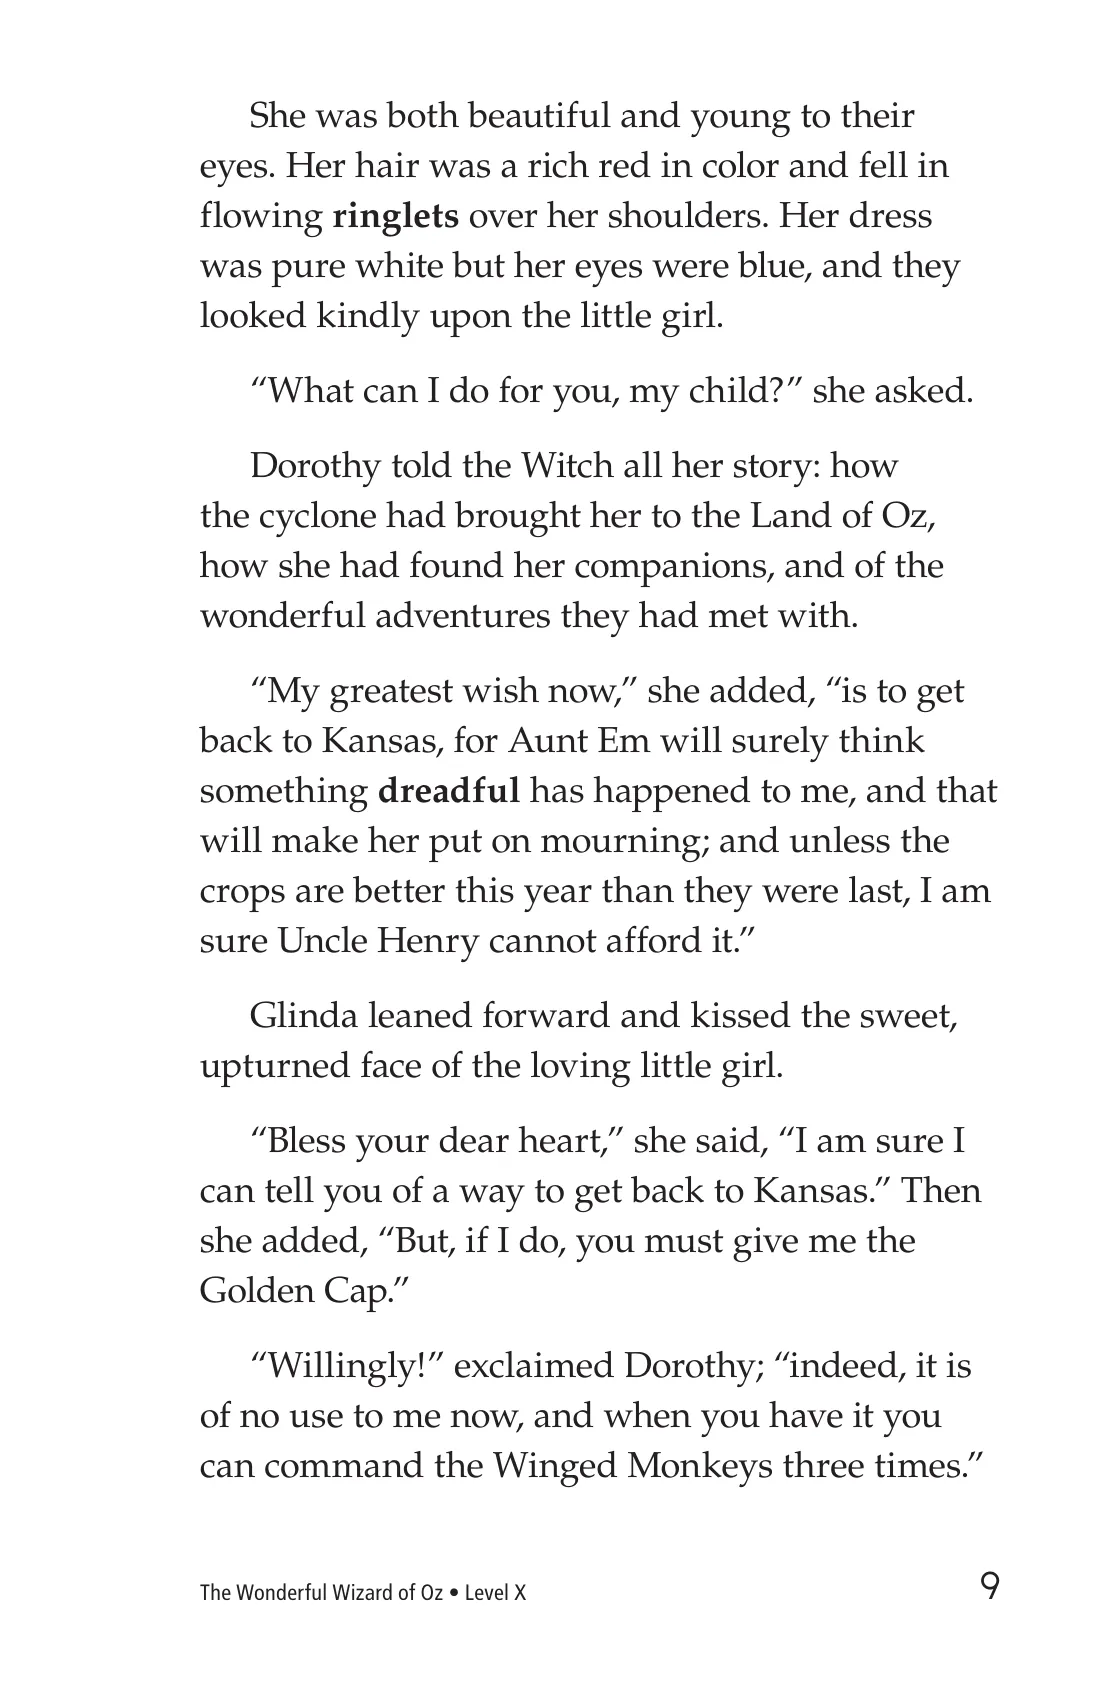 She was both beautiful and young to their
eyes. Her hair was a rich red in color and fell in
flowing ringlets over her shoulders. Her dress
was pure white but her eyes were blue, and they
looked kindly upon the little girl.
“What can I do for you, my child?” she asked.
Dorothy told the Witch all her story: how
the cyclone had brought her to the Land of Oz,
how she had found her companions, and of the
wonderful adventures they had met with.
“My greatest wish now,” she added, “is to get
back to Kansas, for Aunt Em will surely think
something dreadful has happened to me, and that
will make her put on mourning; and unless the
crops are better this year than they were last, I am
sure Uncle Henry cannot afford it.”
Glinda leaned forward and kissed the sweet,
upturned face of the loving little girl.
“Bless your dear heart,” she said, “I am sure I
can tell you of a way to get back to Kansas.” Then
she added, “But, if I do, you must give me the
Golden Cap.”
“Willingly!” exclaimed Dorothy; “indeed, it is
of no use to me now, and when you have it you
can command the Winged Monkeys three times.”
The Wonderful Wizard of Oz • Level X
9